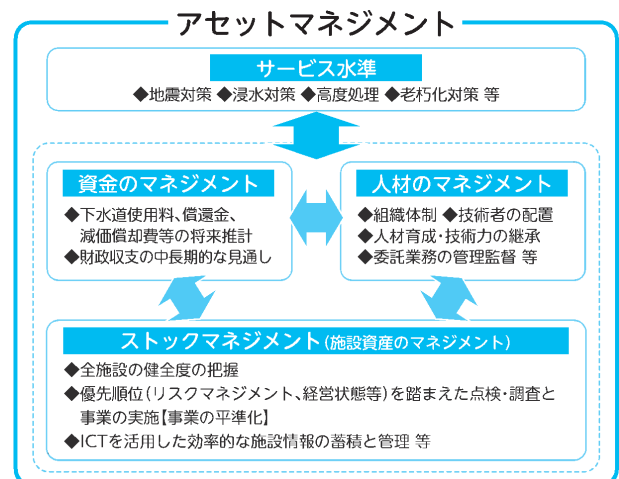 アセットマネジメント
サービス水準
◆地震対策 ◆浸水対策 ◆高度処理 ◆老朽化対策 等
資金のマネジメント
◆下水道使用料、償還金、
減価償却費等の将来推計
◆財政収支の中長期的な見通し
人材のマネジメント
◆組織体制 ◆技術者の配置
◆人材育成・技術力の継承
◆委託業務の管理監督 等
ストックマネジメント(施設資産のマネジメント)
◆全施設の健全度の把握
◆優先順位(リスクマネジメント、経営状態等)を踏まえた点検・調査と
事業の実施【事業の平準化】
◆ICTを活用した効率的な施設情報の蓄積と管理 等